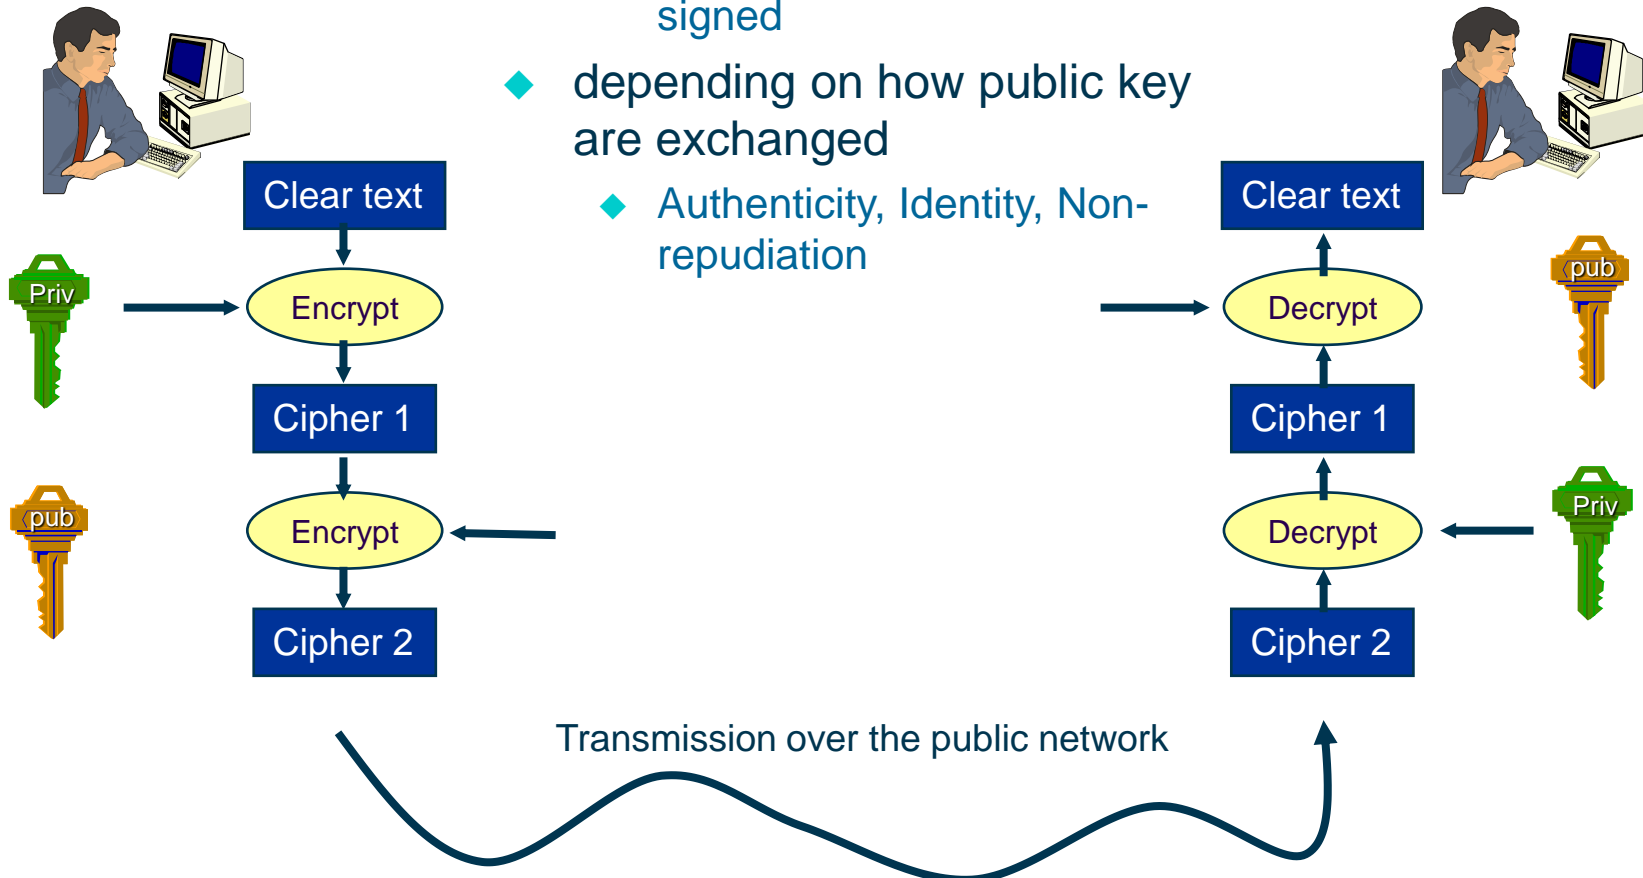 signed
depending on how public key
are exchanged
Clear text
Clear text
Authenticity, Identity, Non-
repudiation
Priv
pub
Encrypt
Decrypt
Cipher 1
Cipher 1
pub
Priv
Encrypt
Decrypt
Cipher 2
Cipher 2
Transmission over the public network